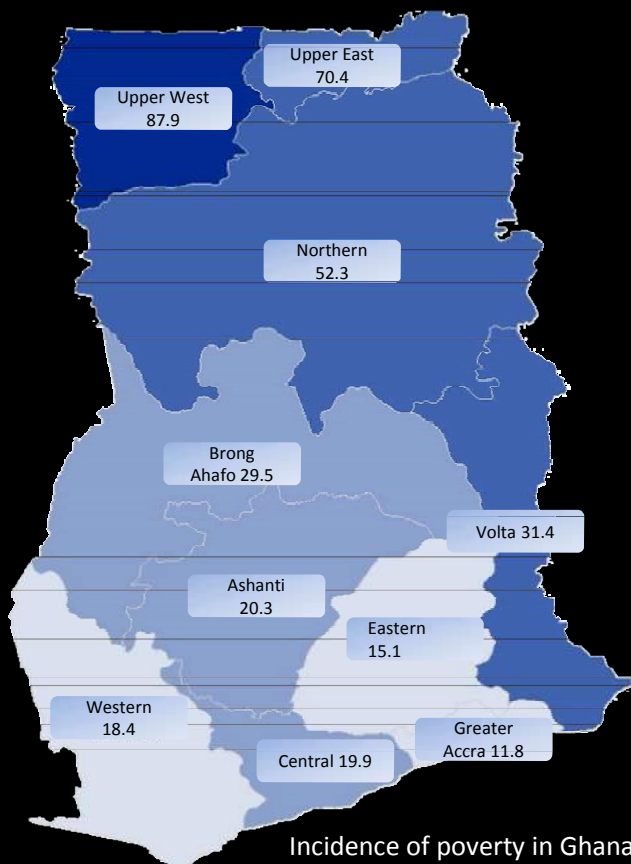 Upper East
70.4
Upper West
87.9
Northern
52.3
Brong
Ahafo 29.5
Volta 31.4
Ashanti
20.3
Eastern
15.1
Western
18.4
Greater
Accra 11.8
Central 19.9
Incidence of poverty in Ghana